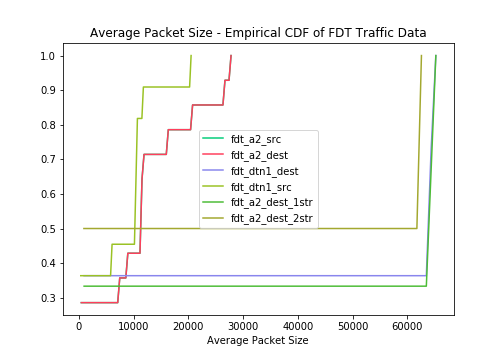 Average Packet Size - Empirical CDF of FDT Traffic Data
1.0
0.9
0.8
0.7
0.6
0.5
0.4
0.3
fdt_a2_src
fdt_a2_dest
fdt_dtn1_dest
fdt_dtn1_src
fdt_a2_dest_1str
fdt_a2_dest_2str
0 10000 20000 30000 40000 50000 60000
Average Packet Size